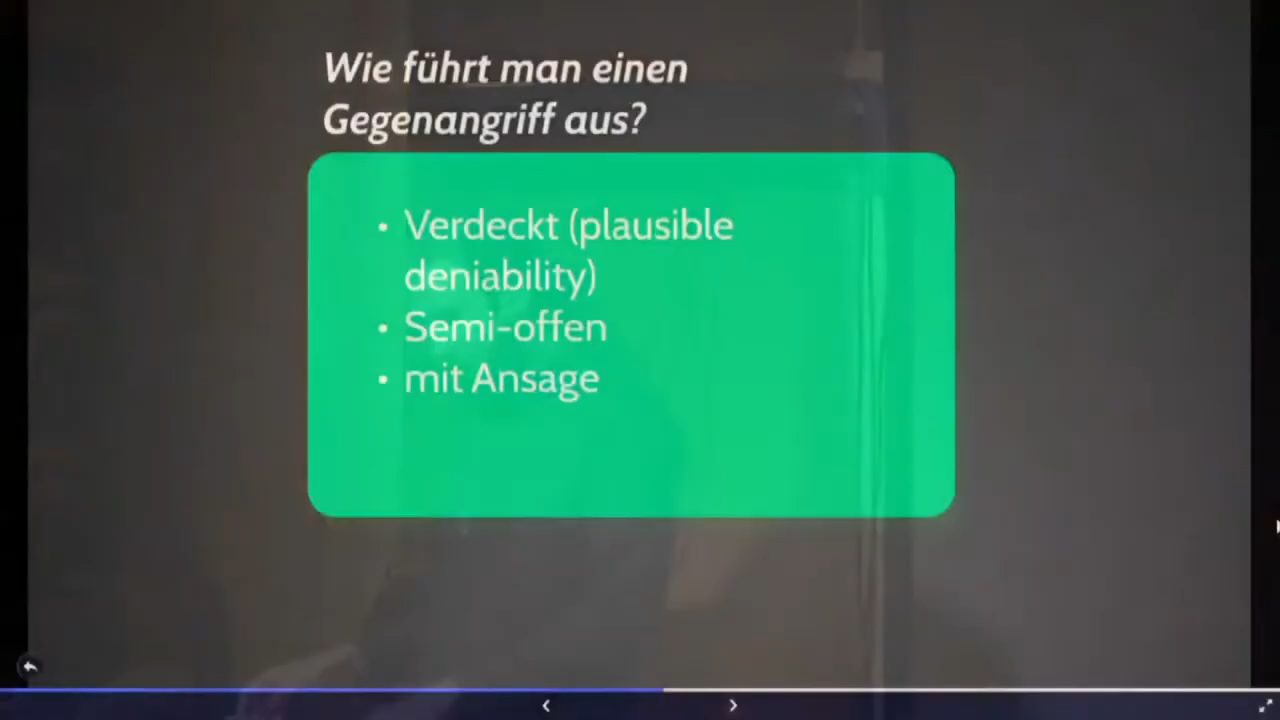 Wie führt man einen
Gegenangriff aus?
• Verdeckt (plausible
deniability)
• Semi-offen
• mit Ansage